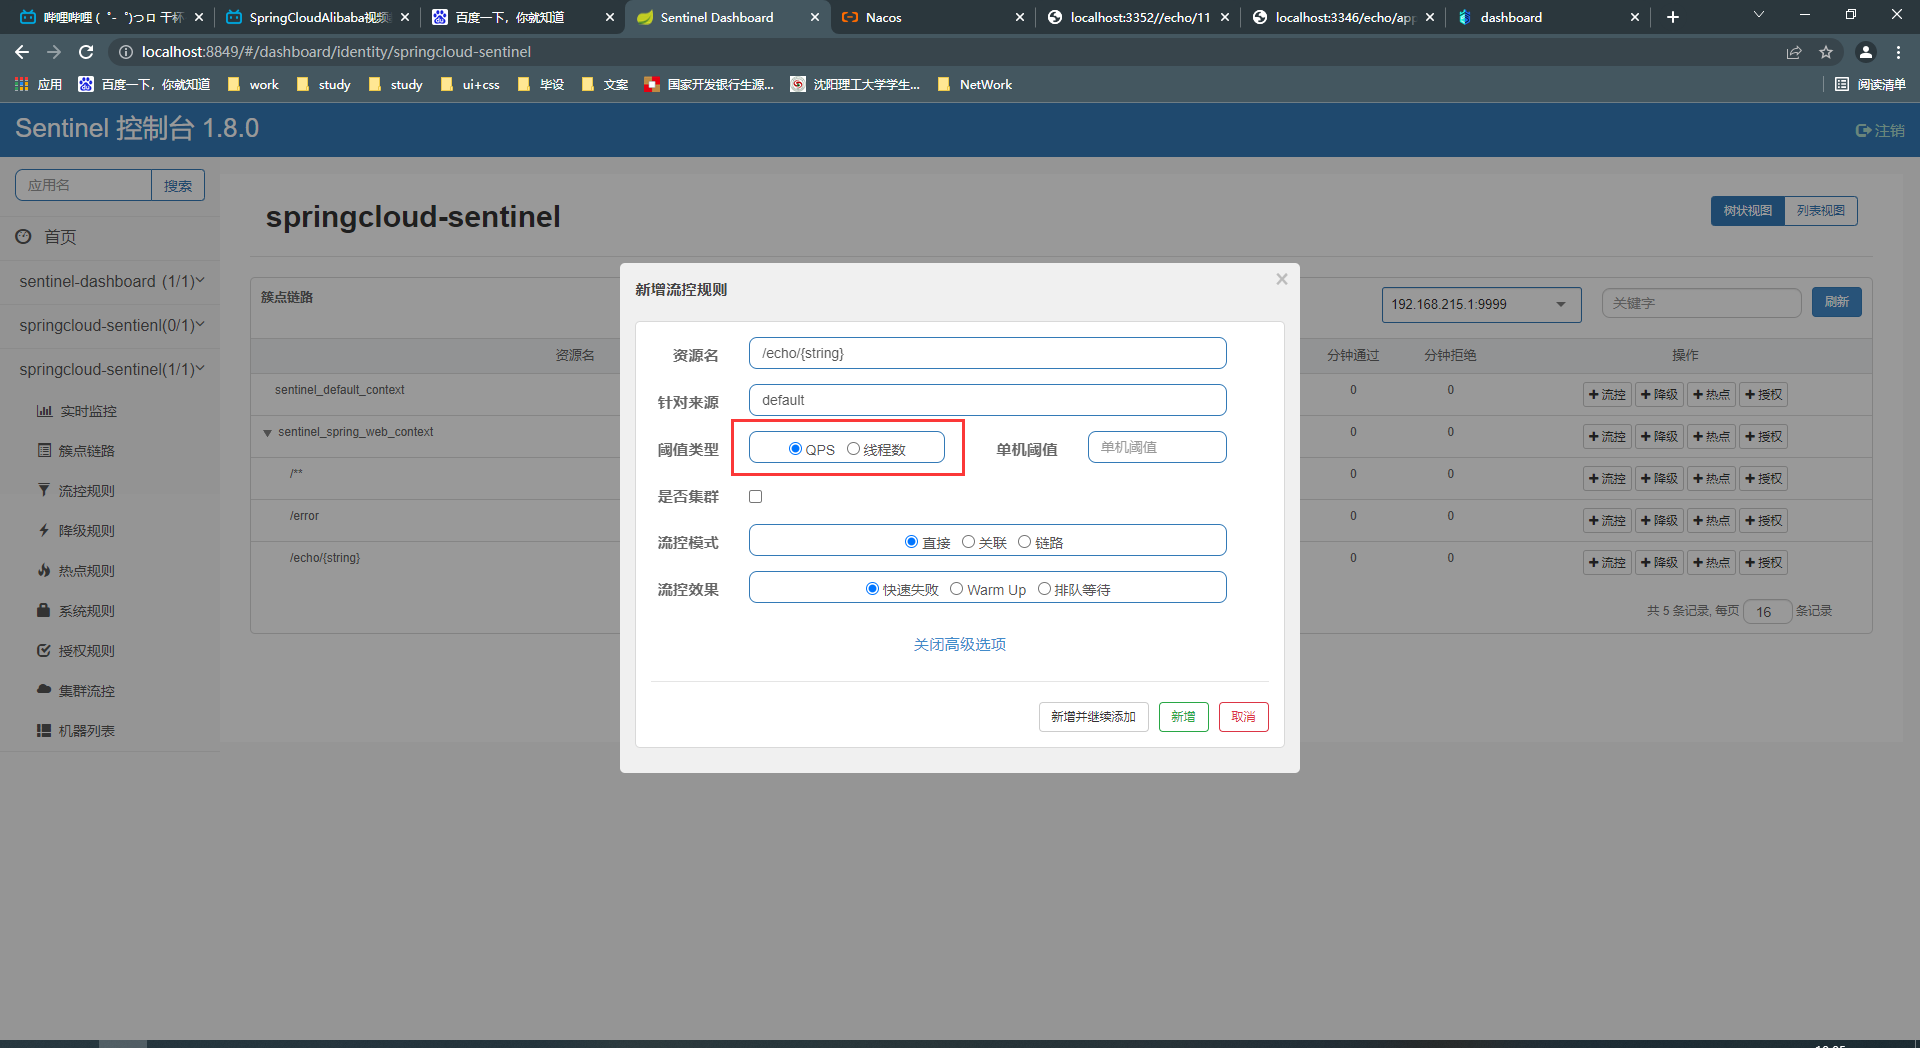 哔哩哔哩 (゜-゜)つロ 干杯
SpringCloudAlibaba视频
百度一下，你就知道
Sentinel Dashboard
Nacos
localhost:3352//echo/11
localhost:3346/echo/app
dashboard
localhost:8849/#/dashboard/identity/springcloud-sentinel
应用
百度一下，你就知道
work
study
study
ui+css
毕设
文案
国家开发银行生源...
沈阳理工大学学生...
NetWork
阅读清单
Sentinel 控制台 1.8.0
注销
应用名
搜索
首页
sentinel-dashboard (1/1)
springcloud-sentienl(0/1)
springcloud-sentinel(1/1)
实时监控
簇点链路
流控规则
降级规则
热点规则
系统规则
授权规则
集群流控
机器列表
springcloud-sentinel
树状视图 列表视图
簇点链路
192.168.215.1:9999
关键字
刷新
资源名 分钟通过 分钟拒绝 操作
sentinel_default_context 0 0 流控 降级 热点 授权
sentinel_spring_web_context 0 0 流控 降级 热点 授权
/** 0 0 流控 降级 热点 授权
/error 0 0 流控 降级 热点 授权
/echo/{string} 0 0 流控 降级 热点 授权
共 5 条记录, 每页 16 条记录
新增流控规则
×
资源名 /echo/{string}
针对来源 default
阈值类型 QPS 线程数 单机阈值 单机阈值
是否集群
流控模式 直接 关联 链路
流控效果 快速失败 Warm Up 排队等待
关闭高级选项
新增并继续添加 新增 取消